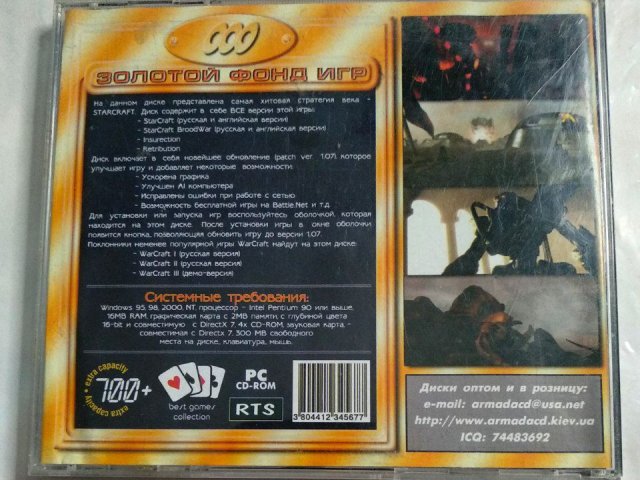 ЗОЛОТОЙ ФОНД ИГР
На данном диске представлена самая хитовая стратегия века -
STARCRAFT. Диск содержит в себе ВСЕ версии этой игры:
- StarCraft (русская и английская версии)
- StarCraft BroodWar (русская и английская версии)
- Insurection
- Retribution
Диск включает в себя новейшее обновление (patch ver 1.07) которое
улучшает игру и добавляет некоторые возможности:
- Ускорена графика
- Улучшен AI компьютера
- Исправлены ошибки при работе с сетью
- Возможность бесплатной игры на Battle.Net и т.д.
Для установки или запуска игр воспользуйтесь оболочкой, которая
находится на этом диске. После установки игры в окне оболочки
появится кнопка, позволяющая обновить игру до версии 1.07.
Поклонники неменее популярной игры WarCraft найдут на этом диске:
- WarCraft I (русская версия)
- WarCraft II (русская версия)
- WarCraft III (демо-версия)
Системные требования:
Windows 95, 98, 2000, NT, процессор - Intel Pentium 90 или выше,
16MB RAM, графическая карта с 2MB памяти, с глубиной цвета
16-bit и совместимую с DirectX 7, 4x CD-ROM, звуковая карта, -
совместимая с DirectX 7, 300 MB свободного
места на диске, клавиатура, мышь.
extra capacity
700+
extra capacity
best games
collection
PC
CD-ROM
RTS
3 804412 345677
Диски оптом и в розницу:
e-mail: armadacd@usa.net
http://www.armadacd.kiev.ua
ICQ: 74483692